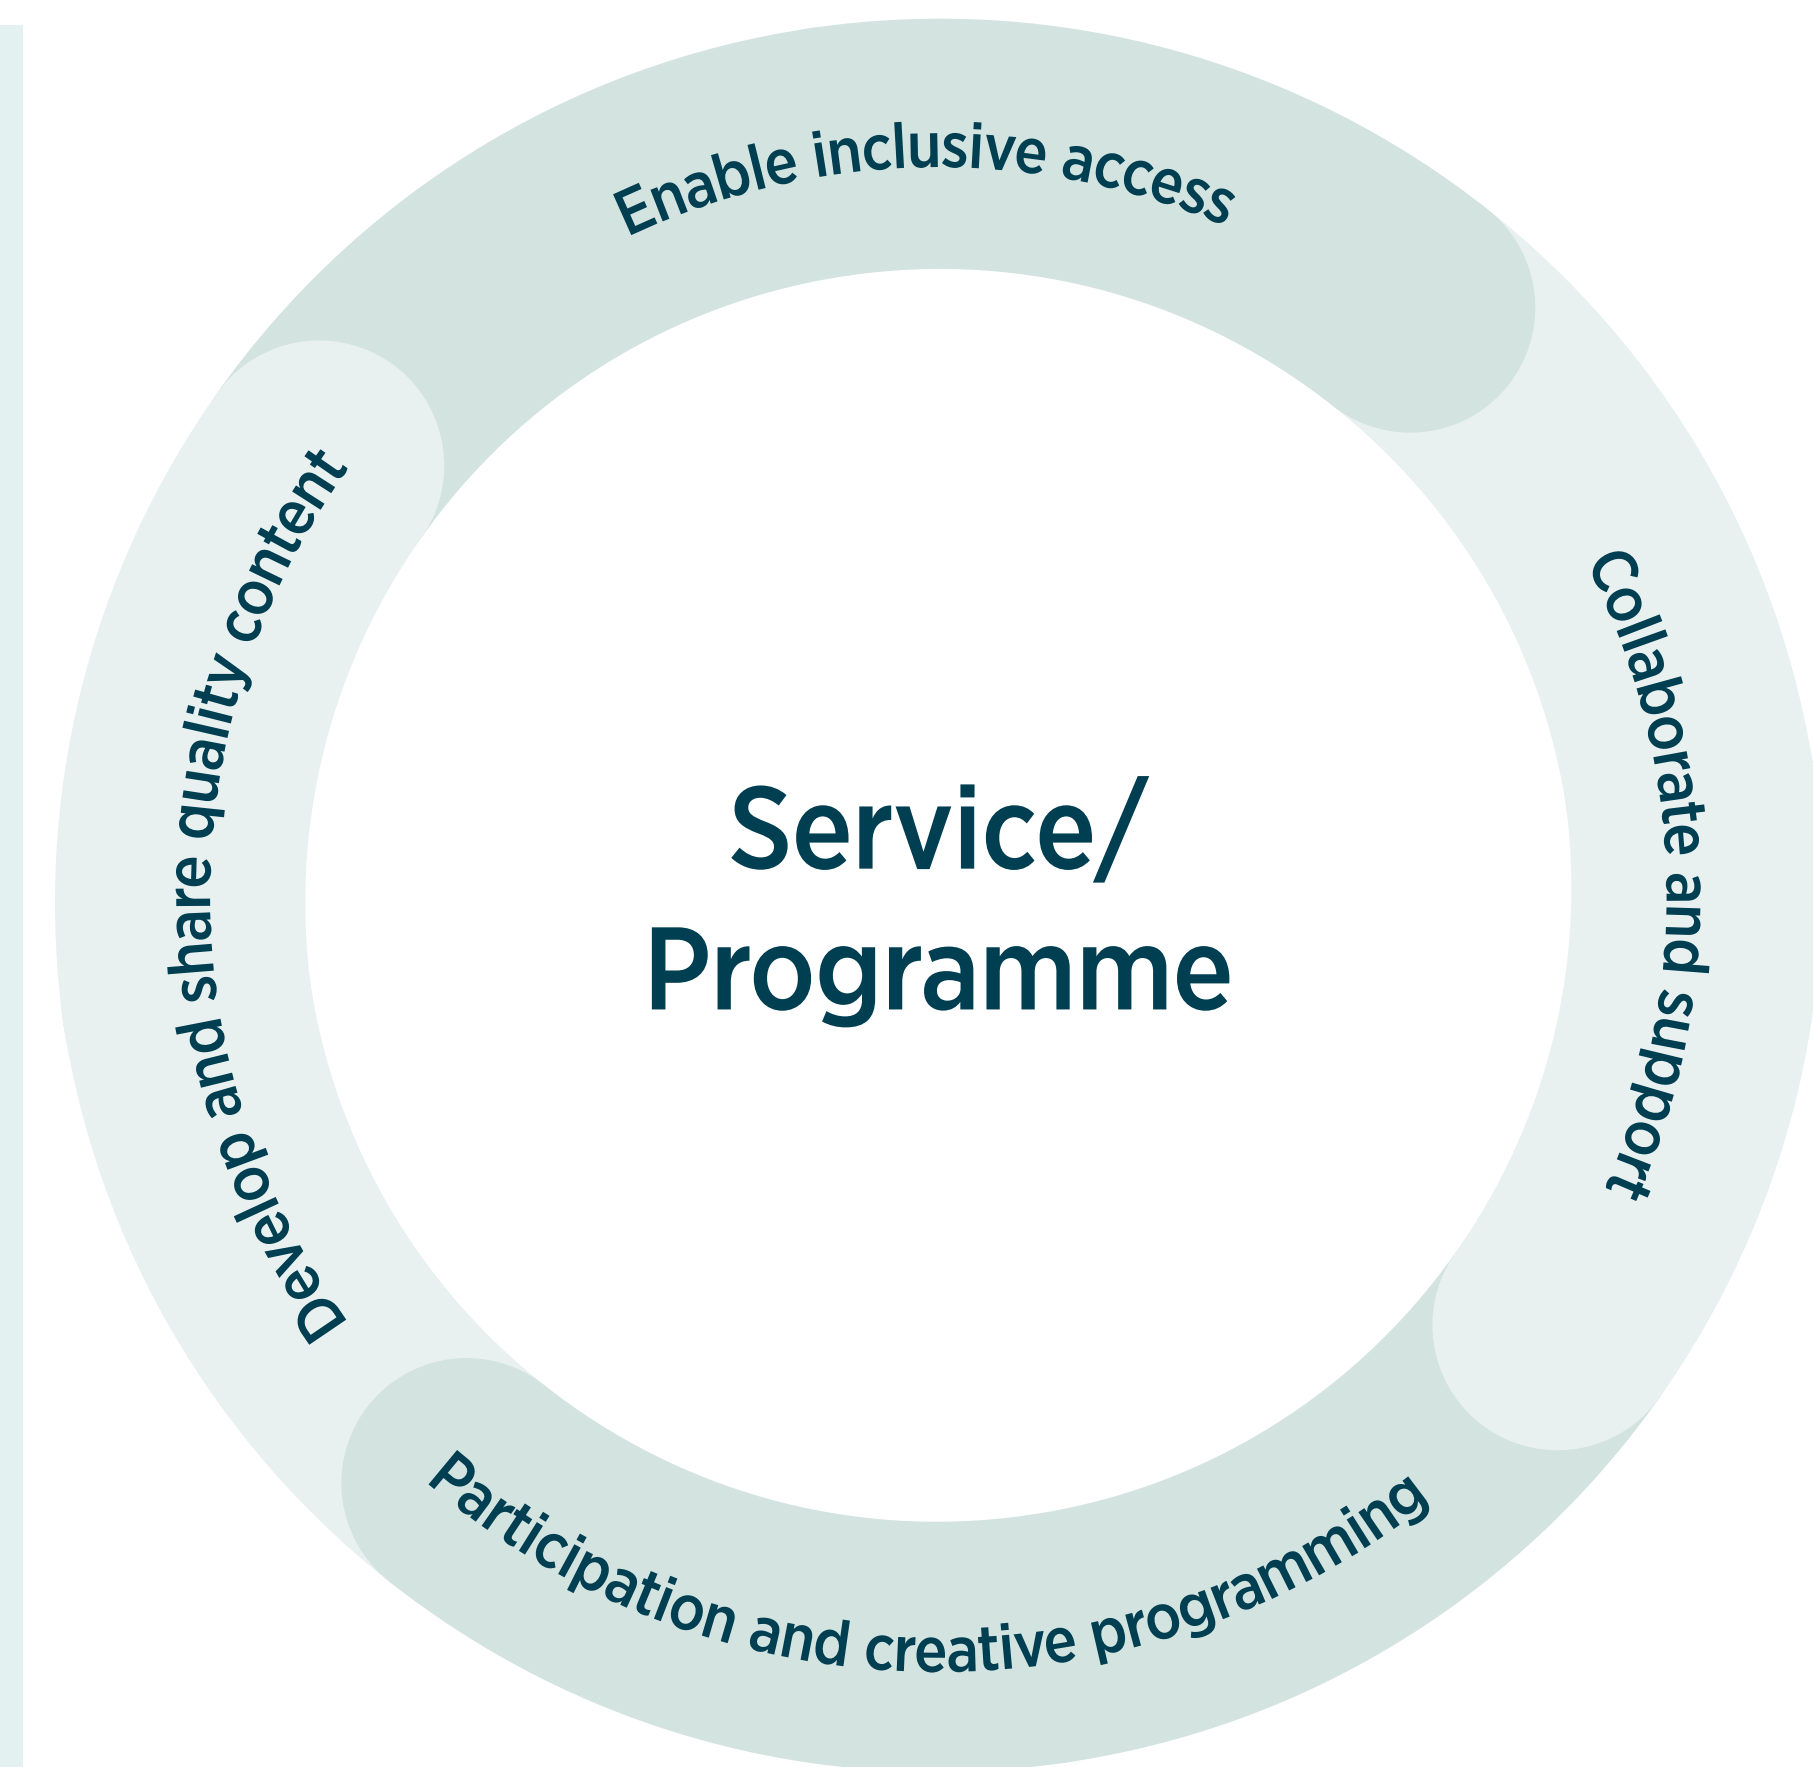 Enable inclusive access
Collaborate and support
Participation and creative programming
Develop and share quality content
Service/
Programme